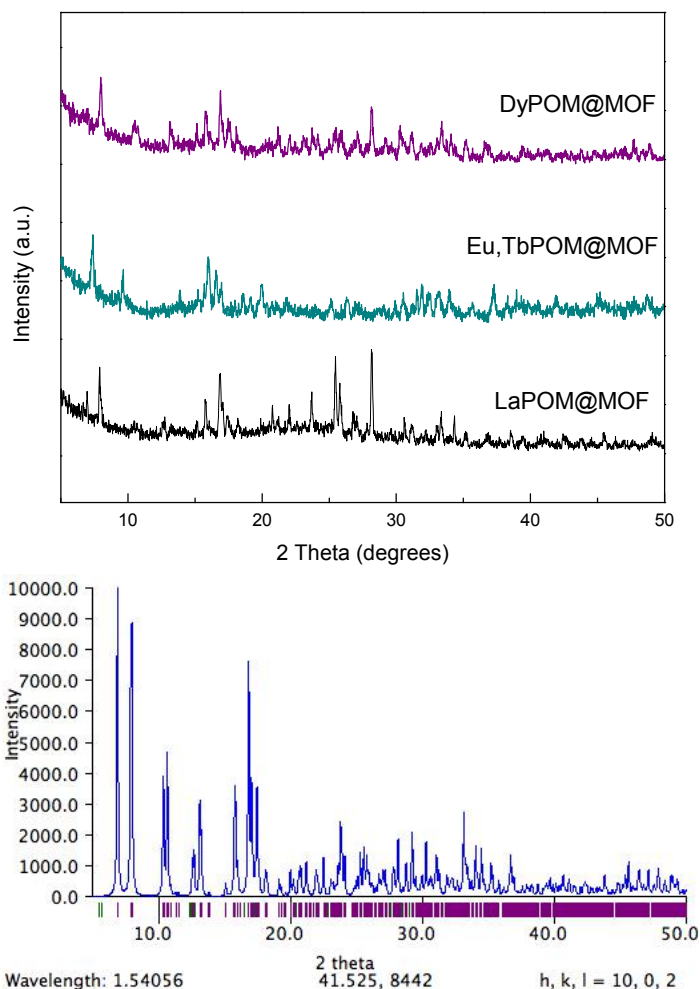 DyPOM@MOF
Eu,TbPOM@MOF
LaPOM@MOF
Intensity (a.u.)
10 20 30 40 50
2 Theta (degrees)
10000.0
9000.0
8000.0
7000.0
6000.0
5000.0
4000.0
3000.0
2000.0
1000.0
0.0
Intensity
10.0 20.0 30.0 40.0 50.0
2 theta
Wavelength: 1.54056 41.525, 8442 h, k, l = 10, 0, 2